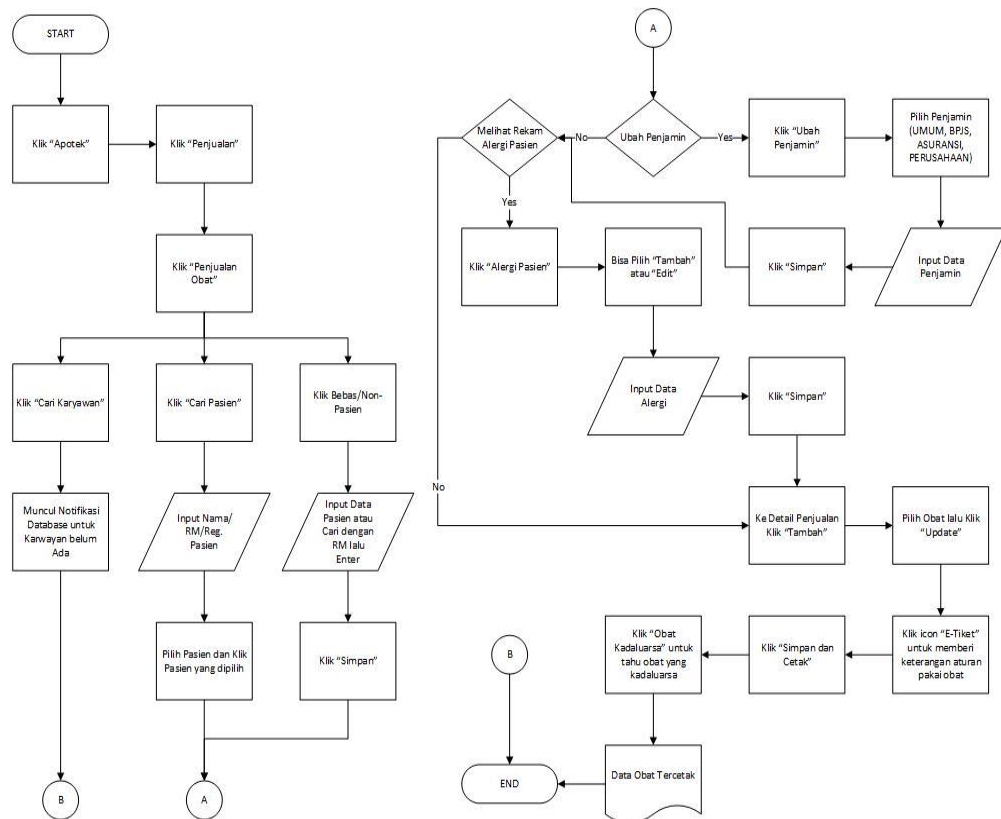 START
Klik “Apotek”
Klik “Penjualan”
Klik “Penjualan
Obat”
Klik “Cari Karyawan”
Klik “Cari Pasien”
Klik Bebas/Non-
Pasien
Muncul Notifikasi
Database untuk
Karwayan belum
Ada
Input Nama/
RM/Reg.
Pasien
Input Data
Pasien atau
Cari dengan
RM lalu
Enter
Pilih Pasien dan Klik
Pasien yang dipilih
Klik “Simpan”
B
A
A
Ubah Penjamin
No
Yes
Melihat Rekam
Alergi Pasien
Klik “Ubah
Penjamin”
Pilih Penjamin
(UMUM, BPJS,
ASURANSI,
PERUSAHAAN)
Yes
Klik “Alergi Pasien”
Bisa Pilih “Tambah”
atau “Edit”
Klik “Simpan”
Input Data
Penjamin
Input Data
Alergi
Klik “Simpan”
No
Ke Detail Penjualan
Klik “Tambah”
Pilih Obat lalu Klik
“Update”
Klik icon “E-Tiket”
untuk memberi
keterangan aturan
pakai obat
Klik “Simpan dan
Cetak”
Klik “Obat
Kadaluarsa” untuk
tahu obat yang
kadaluarsa
B
END
Data Obat Tercetak